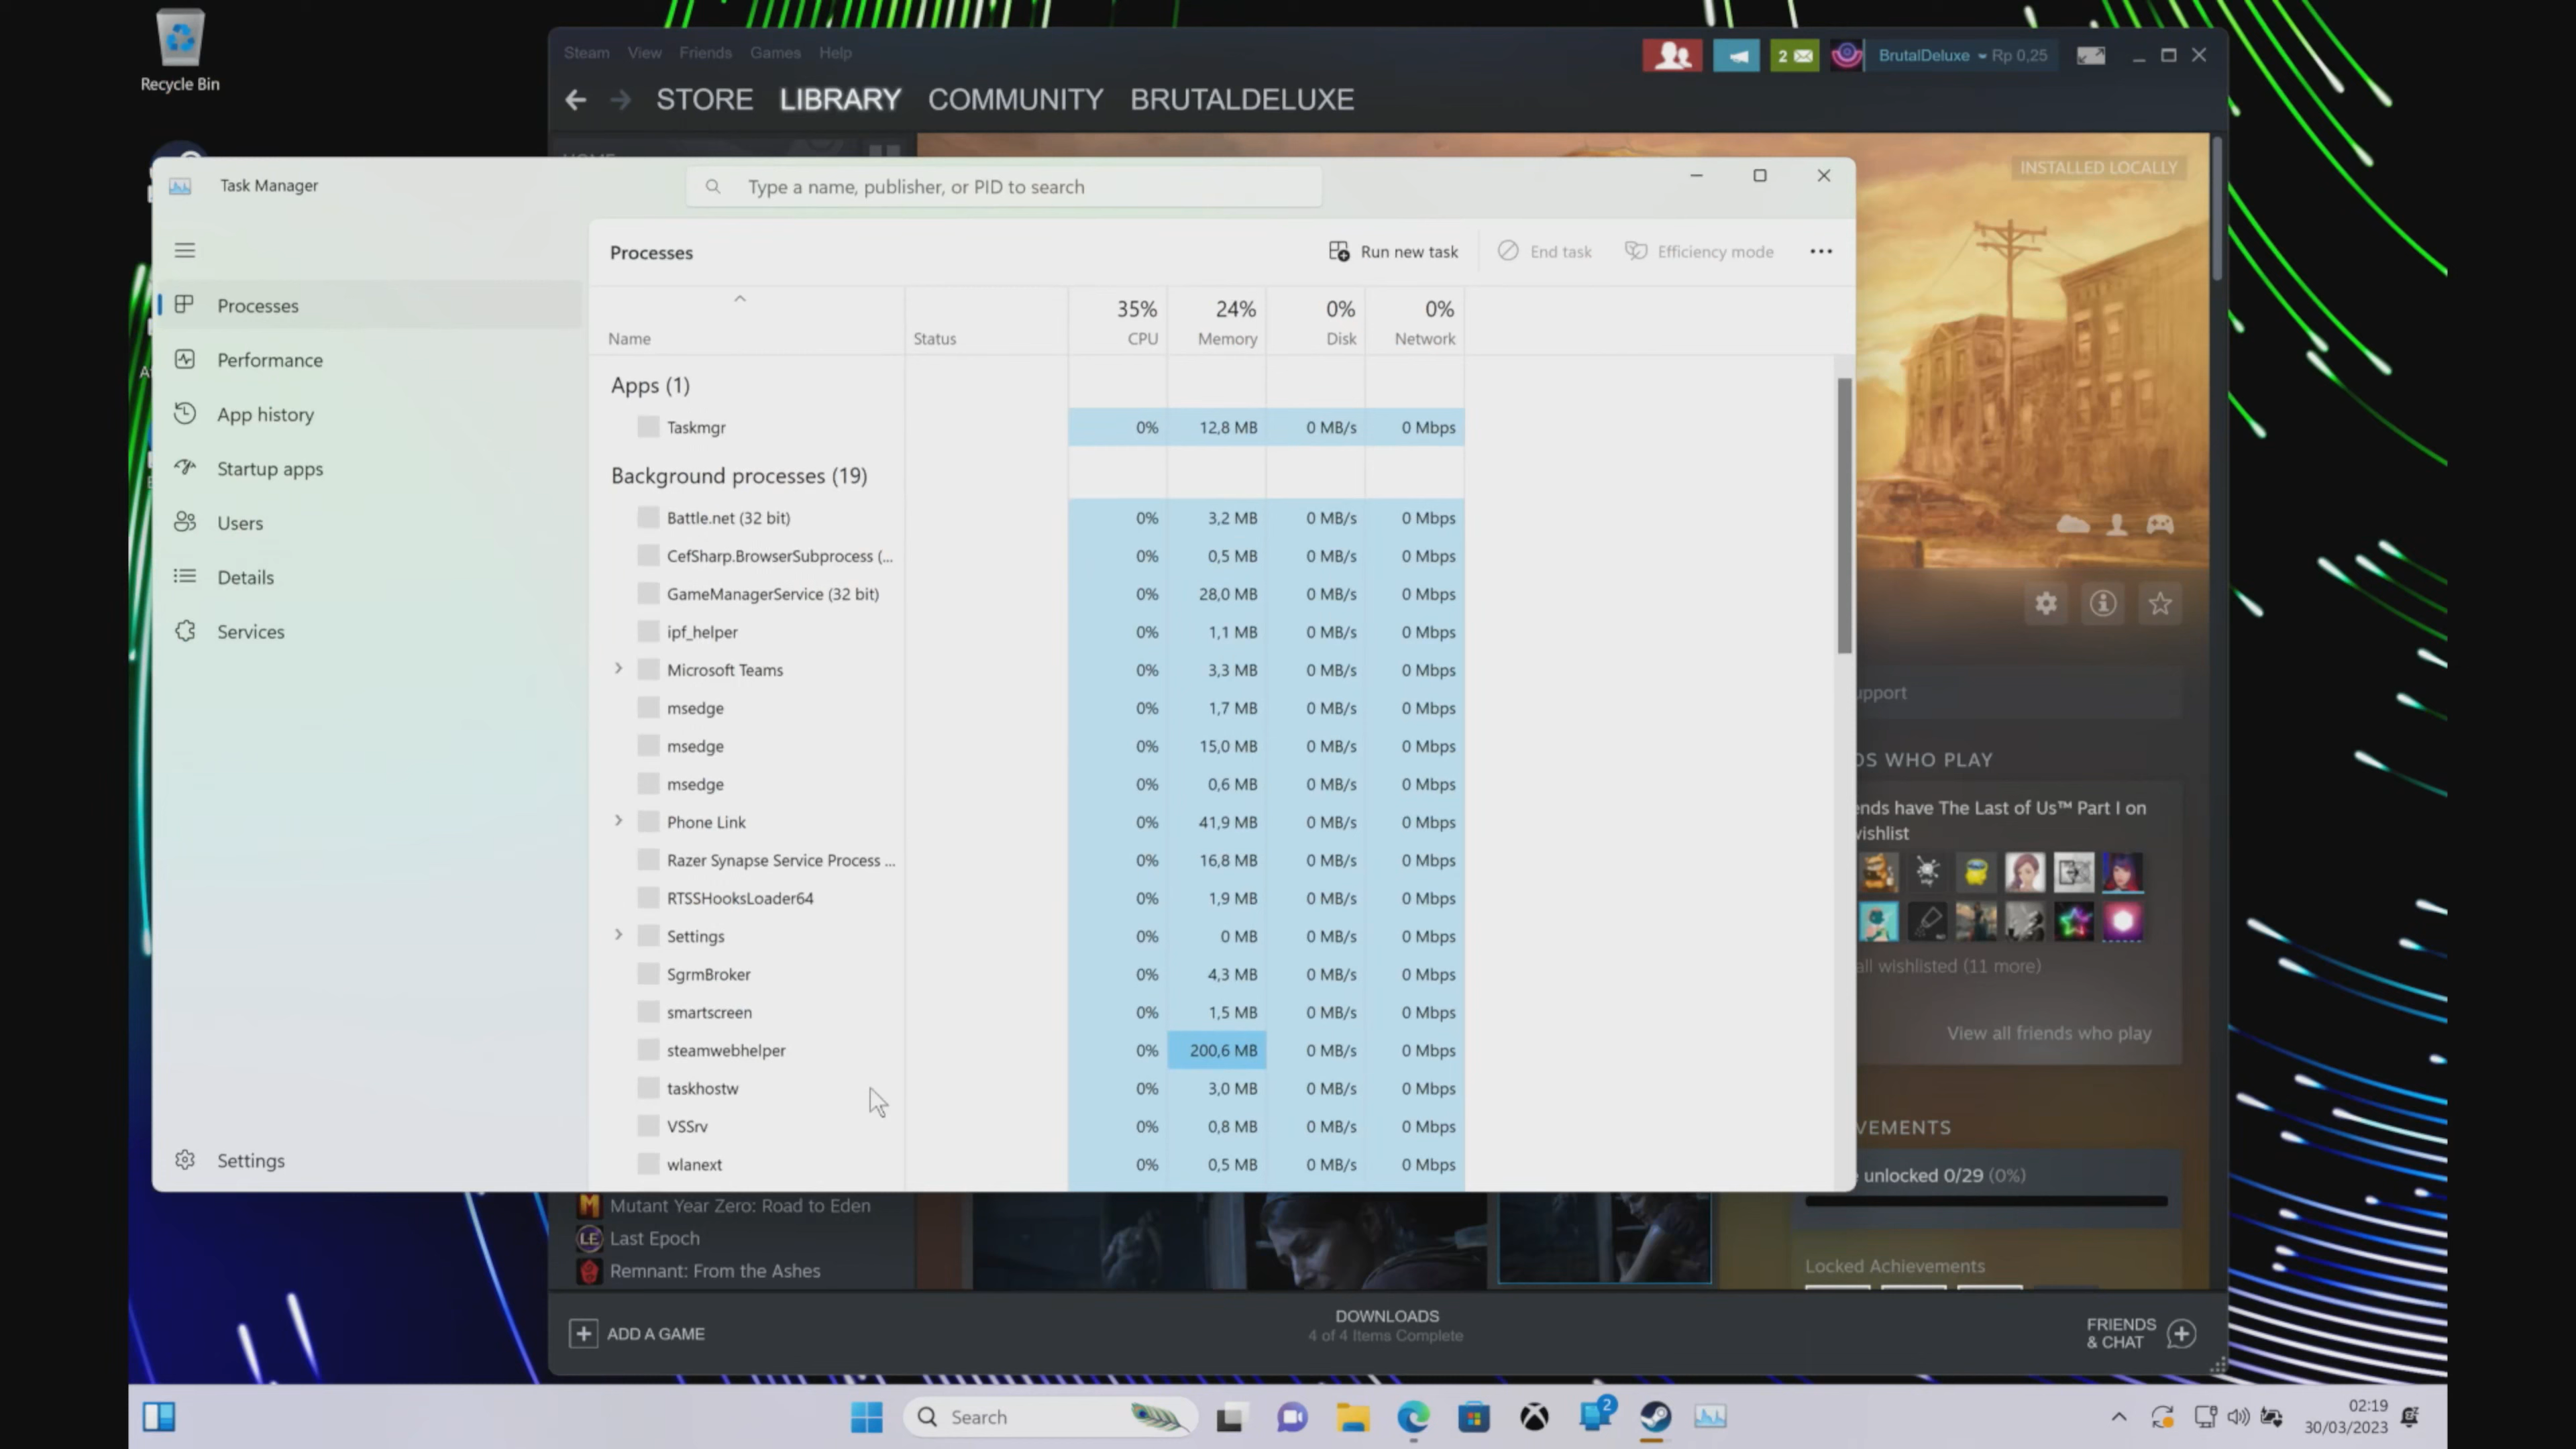 Recycle Bin
Steam View Friends Games Help
2
BrutalDeluxe Rp 0,25
STORE LIBRARY COMMUNITY BRUTALDELUXE
INSTALLED LOCALLY
Task Manager
Type a name, publisher, or PID to search
Processes
Run new task
End task
Efficiency mode
Processes
Performance
App history
Startup apps
Users
Details
Services
Settings
35% 24% 0% 0%
Name Status CPU Memory Disk Network
Apps (1)
Taskmgr 0% 12,8 MB 0 MB/s 0 Mbps
Background processes (19)
Battle.net (32 bit) 0% 3,2 MB 0 MB/s 0 Mbps
CefSharp.BrowserSubprocess (... 0% 0,5 MB 0 MB/s 0 Mbps
GameManagerService (32 bit) 0% 28,0 MB 0 MB/s 0 Mbps
ipf_helper 0% 1,1 MB 0 MB/s 0 Mbps
Microsoft Teams 0% 3,3 MB 0 MB/s 0 Mbps
msedge 0% 1,7 MB 0 MB/s 0 Mbps
msedge 0% 15,0 MB 0 MB/s 0 Mbps
msedge 0% 0,6 MB 0 MB/s 0 Mbps
Phone Link 0% 41,9 MB 0 MB/s 0 Mbps
Razer Synapse Service Process ... 0% 16,8 MB 0 MB/s 0 Mbps
RTSSHooksLoader64 0% 1,9 MB 0 MB/s 0 Mbps
Settings 0% 0 MB 0 MB/s 0 Mbps
SgrmBroker 0% 4,3 MB 0 MB/s 0 Mbps
smartscreen 0% 1,5 MB 0 MB/s 0 Mbps
steamwebhelper 0% 200,6 MB 0 MB/s 0 Mbps
taskhostw 0% 3,0 MB 0 MB/s 0 Mbps
VSSrv 0% 0,8 MB 0 MB/s 0 Mbps
wlanext 0% 0,5 MB 0 MB/s 0 Mbps
upport
DS WHO PLAY
ends have The Last of Us™ Part I on
wishlist
all wishlisted (11 more)
View all friends who play
VEMENTS
unlocked 0/29 (0%)
Locked Achievements
Mutant Year Zero: Road to Eden
LE Last Epoch
Remnant: From the Ashes
ADD A GAME
DOWNLOADS
4 of 4 Items Complete
FRIENDS
& CHAT
Search
2
02:19
30/03/2023